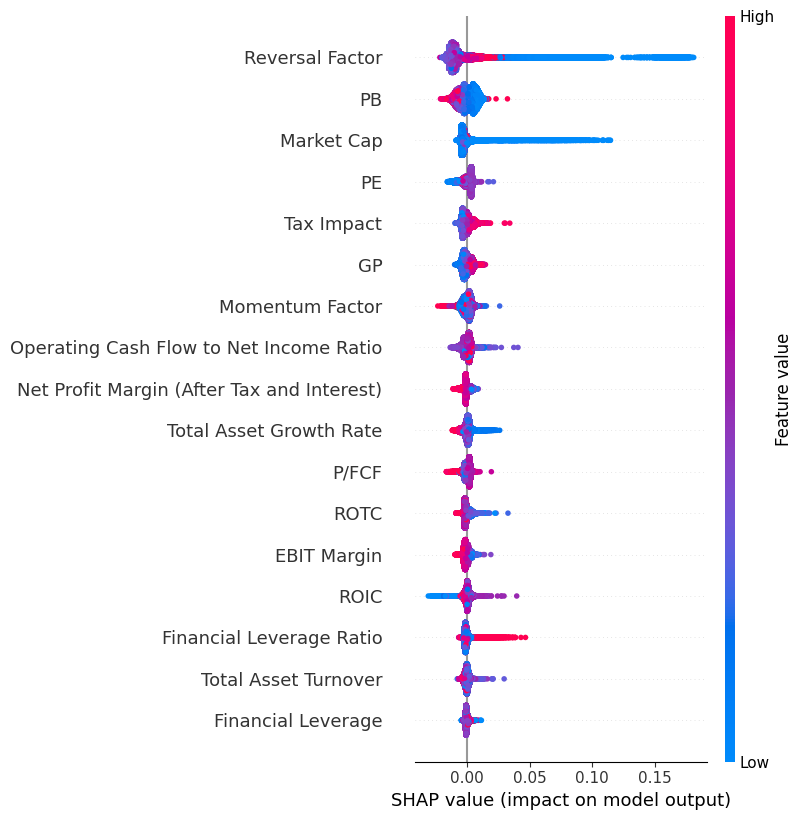 High
Reversal Factor
PB
Market Cap
PE
Tax Impact
GP
Momentum Factor
Operating Cash Flow to Net Income Ratio
Net Profit Margin (After Tax and Interest)
Total Asset Growth Rate
P/FCF
ROTC
EBIT Margin
ROIC
Financial Leverage Ratio
Total Asset Turnover
Financial Leverage
Feature value
Low
0.00 0.05 0.10 0.15
SHAP value (impact on model output)